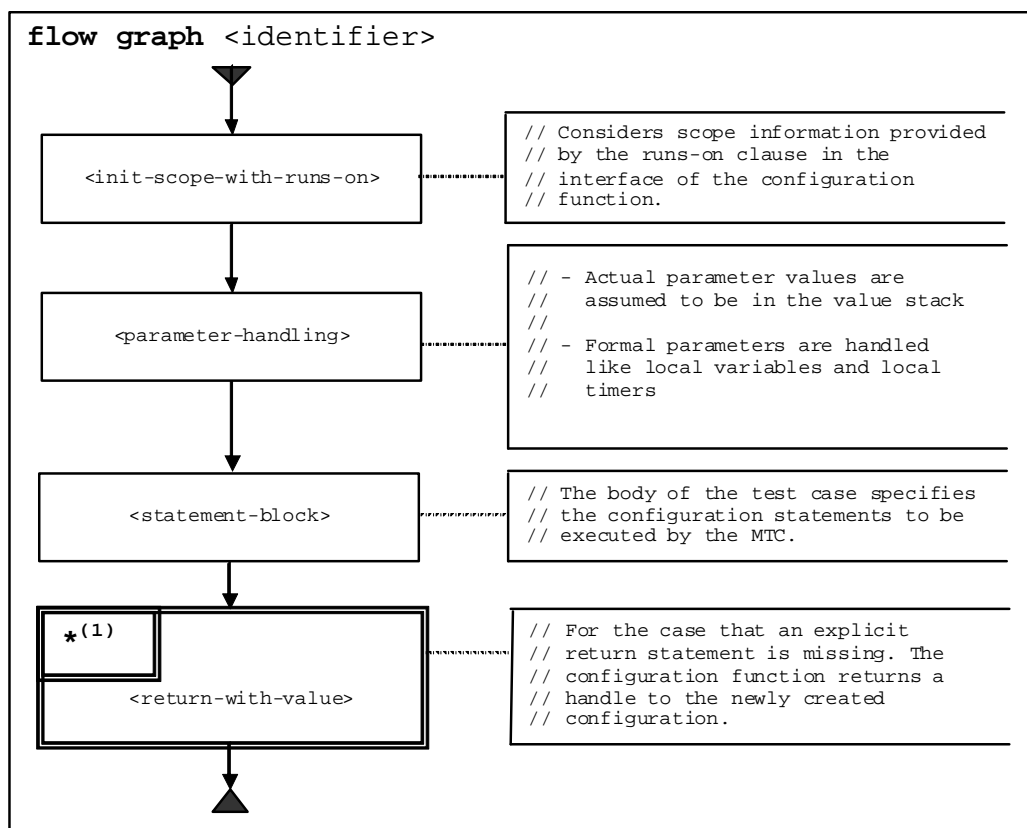 flow graph <identifier>
<init-scope-with-runs-on>
// Considers scope information provided
// by the runs-on clause in the
// interface of the configuration
// function.
<parameter-handling>
// - Actual parameter values are
//   assumed to be in the value stack
//
// - Formal parameters are handled
//   like local variables and local
//   timers
<statement-block>
// The body of the test case specifies
// the configuration statements to be
// executed by the MTC.
*(1)
<return-with-value>
// For the case that an explicit
// return statement is missing. The
// configuration function returns a
// handle to the newly created
// configuration.